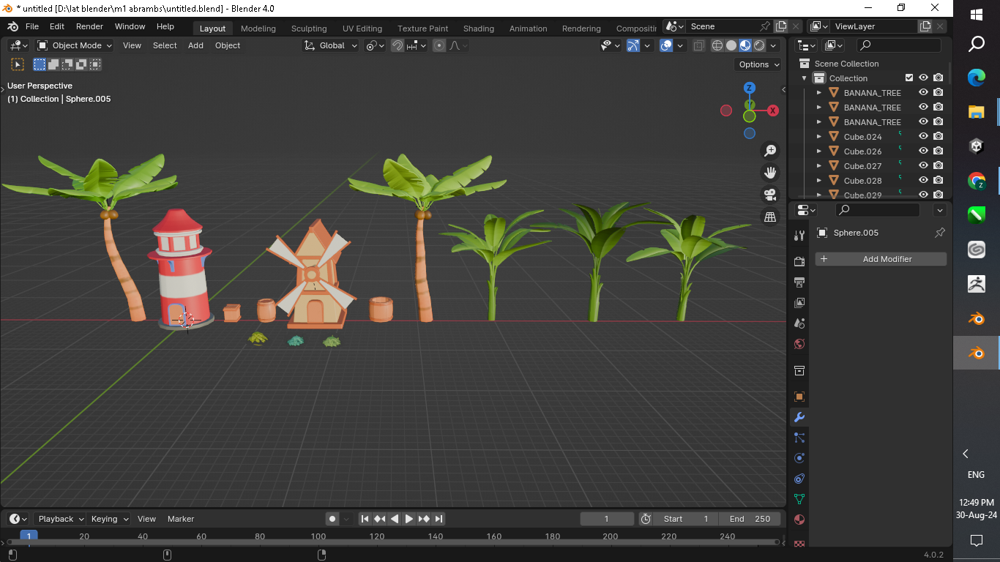 * untitled [D:\lat blender\m1 abrambs\untitled.blend] - Blender 4.0
File Edit Render Window Help Layout Modeling Sculpting UV Editing Texture Paint Shading Animation Rendering Compositi Scene ViewLayer
Object Mode View Select Add Object Global
Options
User Perspective
(1) Collection | Sphere.005
Z
Y
X
Scene Collection
Collection
BANANA_TREE
BANANA_TREE
BANANA_TREE
Cube.024
Cube.026
Cube.027
Cube.028
Cube.029
Sphere.005
+ Add Modifier
Playback Keying View Marker 1 Start 1 End 250
1 20 40 60 80 100 120 140 160 180 200 220 240
4.0.2
Z
ENG
12:49 PM
30-Aug-24